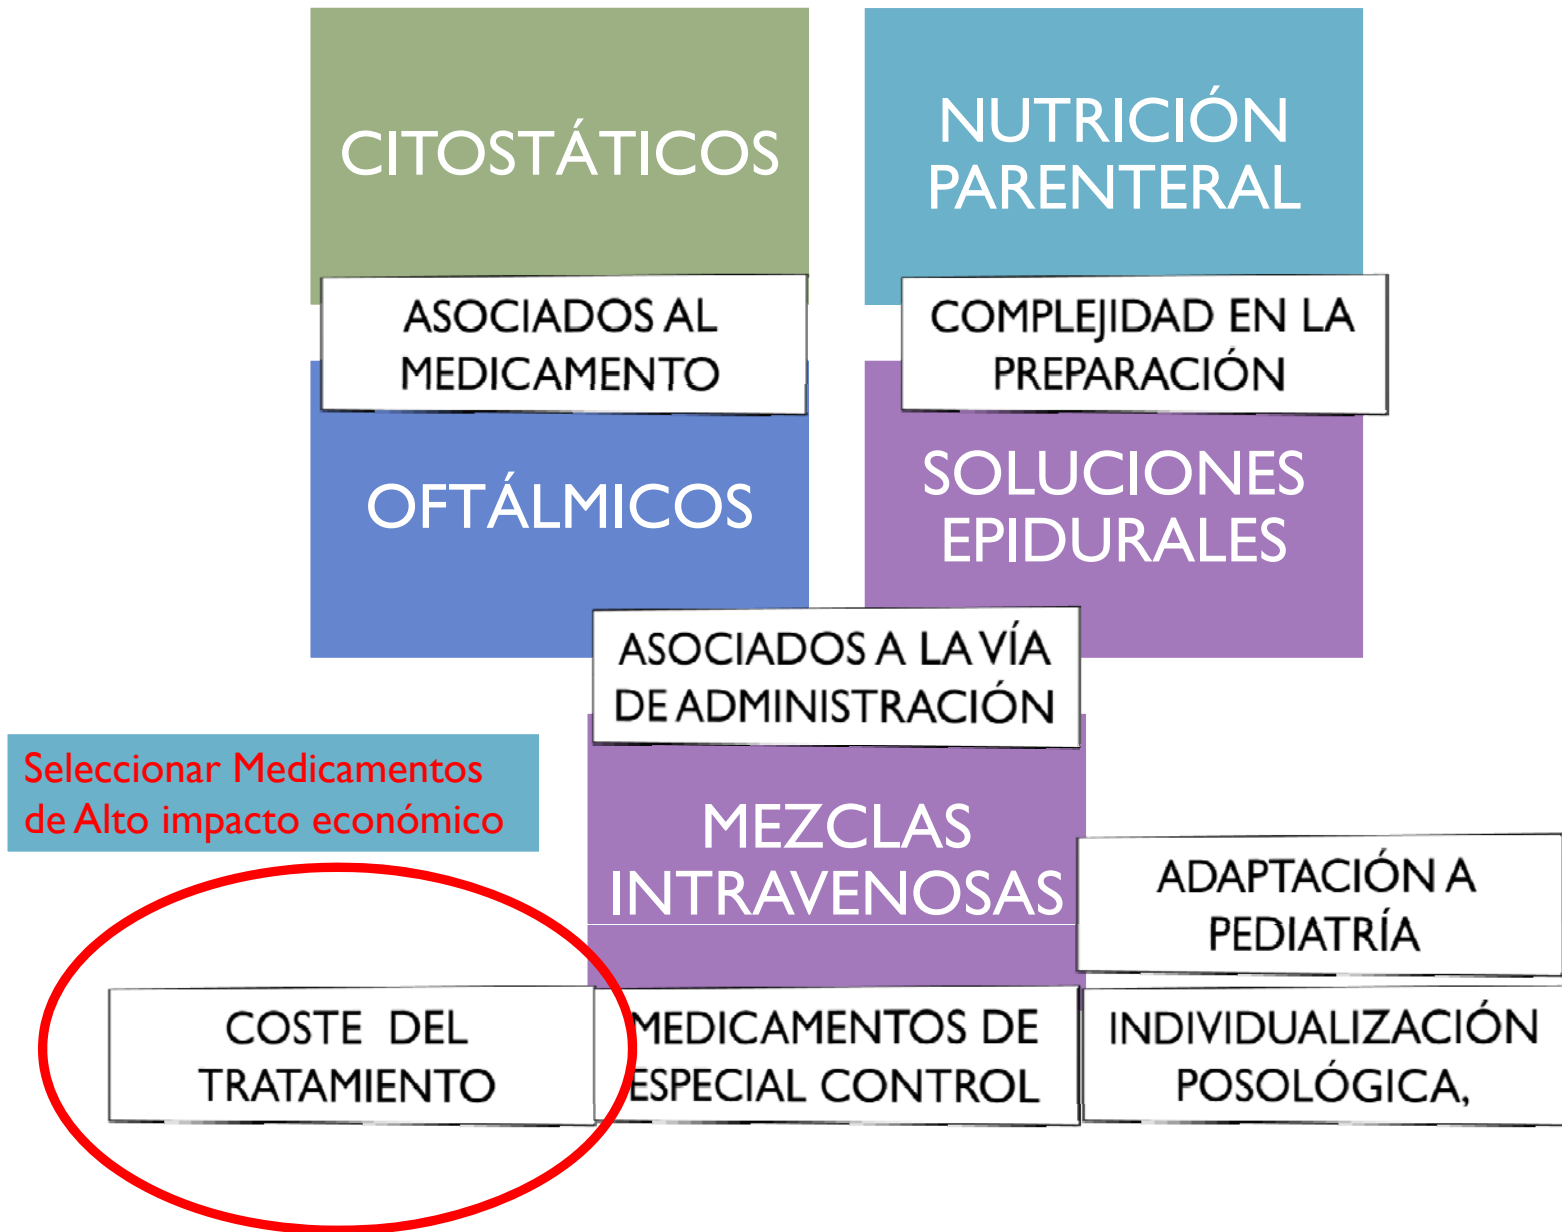 CITOSTÁTICOS
NUTRICIÓN
PARENTERAL
ASOCIADOS AL
MEDICAMENTO
COMPLEJIDAD EN LA
PREPARACIÓN
OFTÁLMICOS
SOLUCIONES
EPIDURALES
ASOCIADOS A LA VÍA
DE ADMINISTRACIÓN
Seleccionar Medicamentos
de Alto impacto económico
MEZCLAS
INTRAVENOSAS
ADAPTACIÓN A
PEDIATRÍA
COSTE DEL
TRATAMIENTO
MEDICAMENTOS DE
ESPECIAL CONTROL
INDIVIDUALIZACIÓN
POSOLÓGICA,